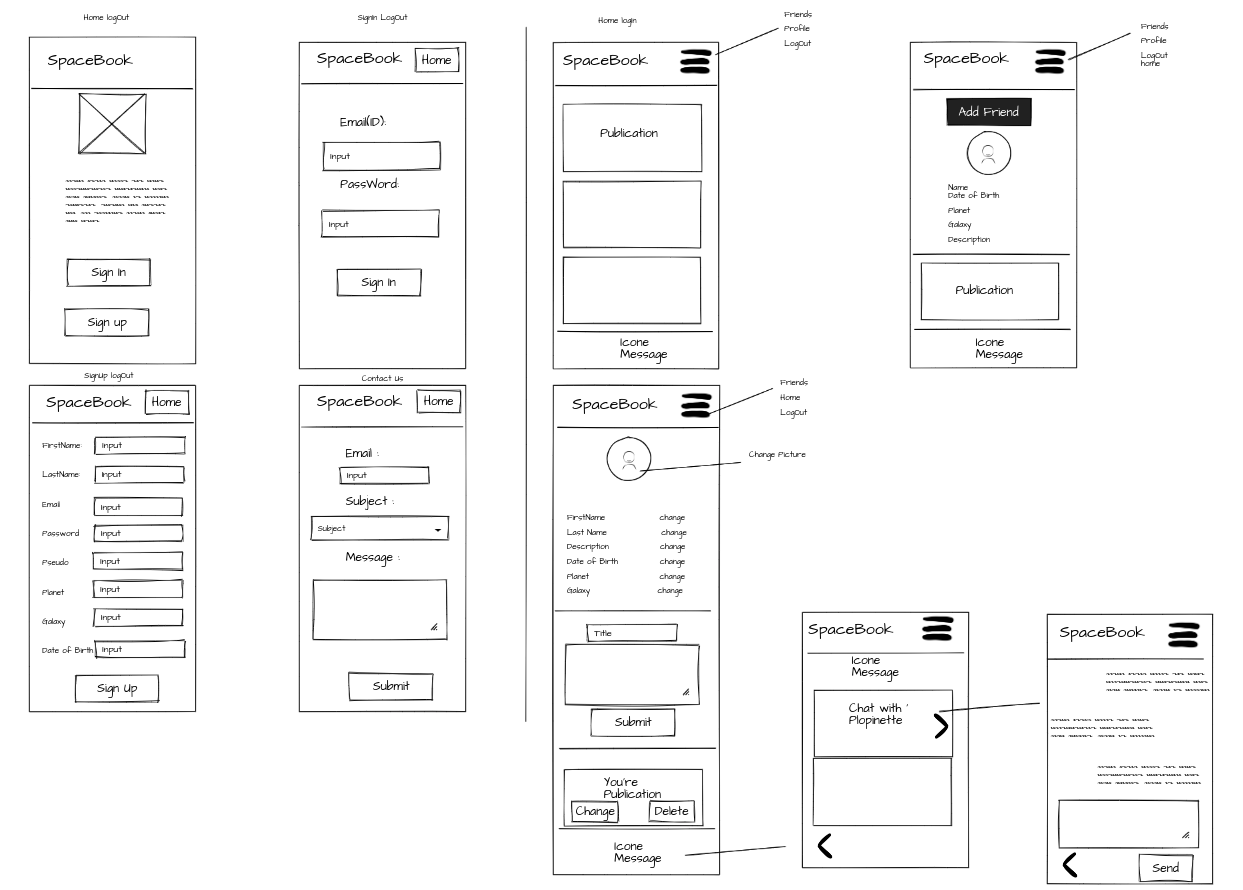 Home logOut
SpaceBook
Sign In
Sign up
SignIn LogOut
SpaceBook
Home
Email(ID):
Input
PassWord:
Input
Sign In
Home login
SpaceBook
Friends
Profile
LogOut
Publication
Icone
Message
SpaceBook
Friends
Profile
LogOut
home
Add Friend
Name
Date of Birth
Planet
Galaxy
Description
Publication
Icone
Message
SignUp logOut
SpaceBook
Home
FirstName: Input
LastName: Input
Email Input
Password Input
Pseudo Input
Planet Input
Galaxy Input
Date of Birth Input
Sign Up
Contact Us
SpaceBook
Home
Email :
Input
Subject :
Subject
Message :
Submit
SpaceBook
Friends
Home
LogOut
Change Picture
FirstName change
Last Name change
Description change
Date of Birth change
Planet change
Galaxy change
Title
Submit
You're
Publication
Change
Delete
Icone
Message
SpaceBook
Icone
Message
Chat with '
Plopinette
SpaceBook
Send